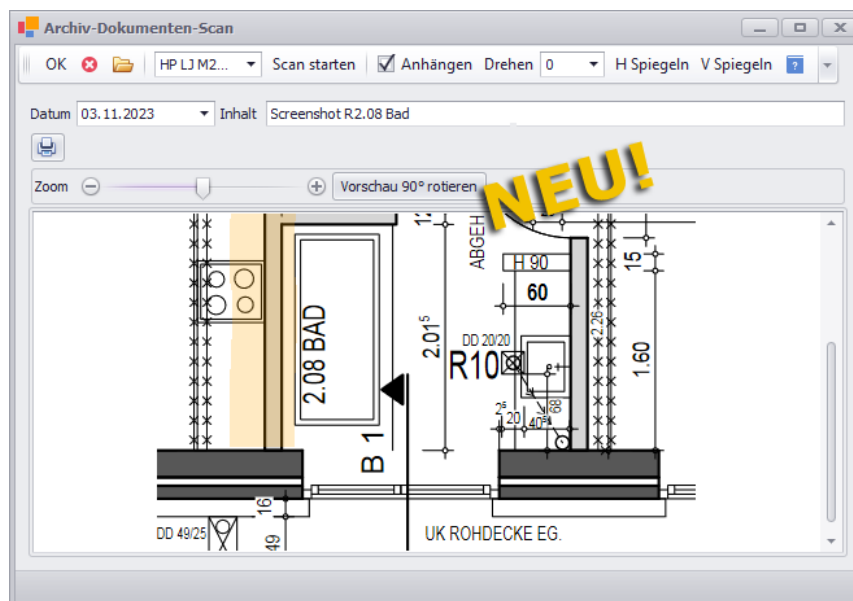 Archiv-Dokumenten-Scan
OK HP LJ M2... Scan starten Anhängen Drehen 0 H Spiegeln V Spiegeln ?
Datum 03.11.2023 Inhalt Screenshot R2.08 Bad
Zoom Vorschau 90° rotieren
NEU!
ABGEH
H 90
60
15
2.26
2.01⁵
DD 20/20
R10
1.60
2.08 BAD
2⁵ 20 40⁵ 68
B 1
16
DD 49/25
49
UK ROHDECKE EG.